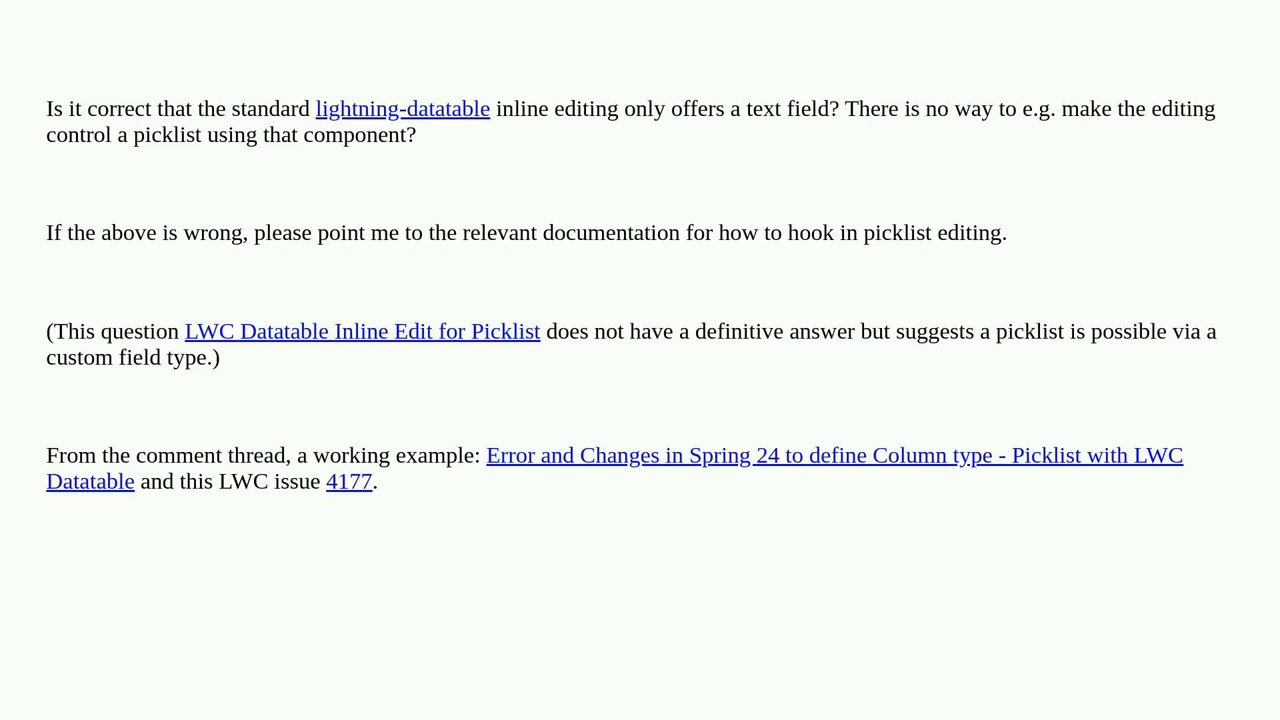 Is it correct that the standard lightning-datatable inline editing only offers a text field? There is no way to e.g. make the editing
control a picklist using that component?
If the above is wrong, please point me to the relevant documentation for how to hook in picklist editing.
(This question LWC Datatable Inline Edit for Picklist does not have a definitive answer but suggests a picklist is possible via a
custom field type.)
From the comment thread, a working example: Error and Changes in Spring 24 to define Column type - Picklist with LWC
Datatable and this LWC issue 4177.